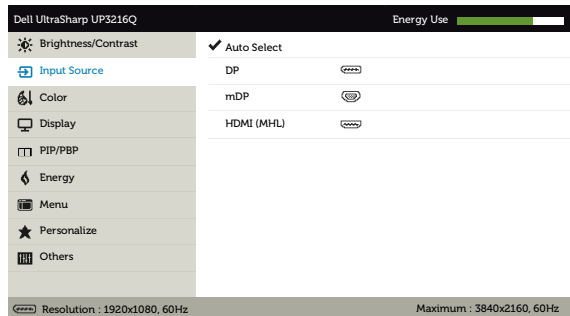 Dell UltraSharp UP3216Q Energy Use
Brightness/Contrast
Auto Select
Input Source
DP
Color
mDP
Display
HDMI (MHL)
PIP/PBP
Energy
Menu
Personalize
Others
Resolution : 1920x1080, 60Hz Maximum : 3840x2160, 60Hz